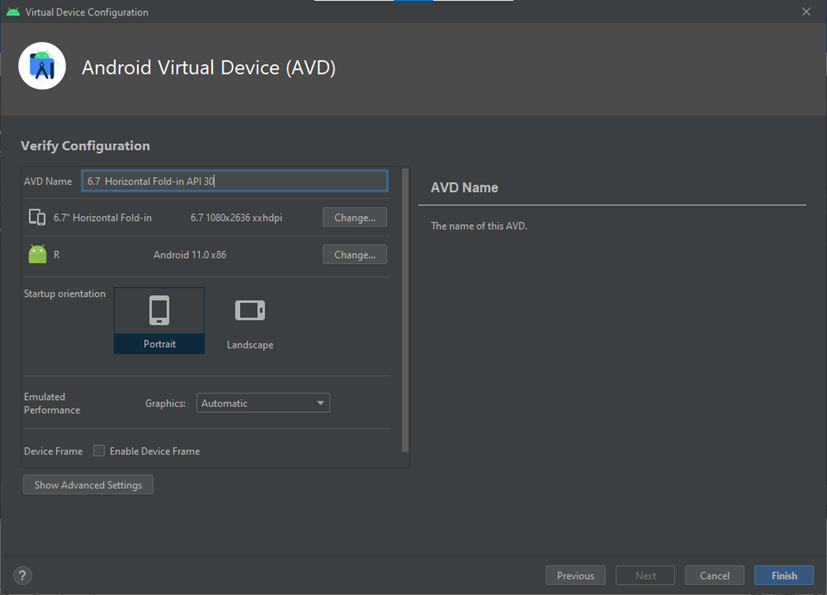 Virtual Device Configuration
Android Virtual Device (AVD)
Verify Configuration
AVD Name 6.7 Horizontal Fold-in API 30
6.7" Horizontal Fold-in 6.7 1080x2636 xxhdpi Change...
R Android 11.0 x86 Change...
Startup orientation
Portrait
Landscape
Emulated
Performance
Graphics: Automatic
Device Frame Enable Device Frame
Show Advanced Settings
AVD Name
The name of this AVD.
? Previous Next Cancel Finish